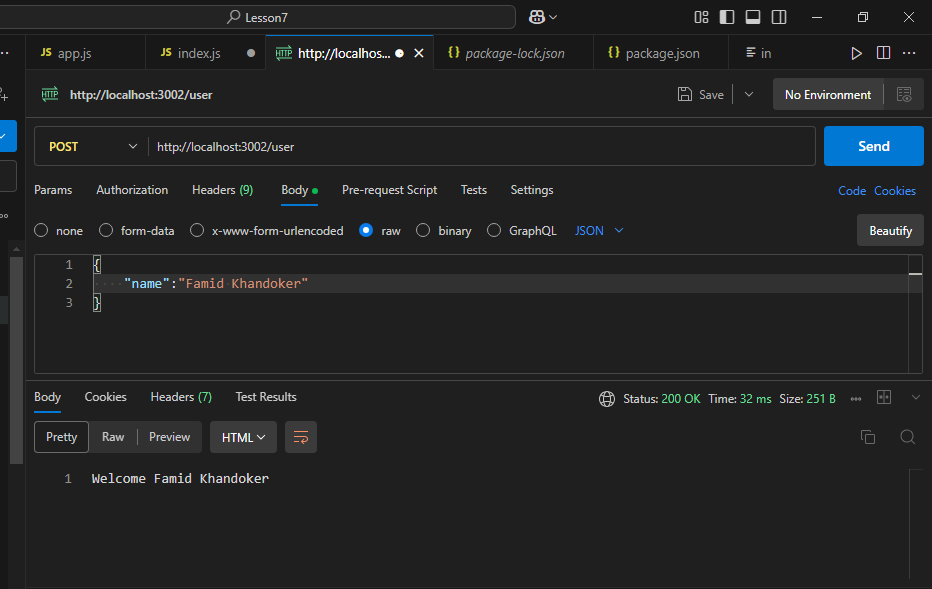 Lesson7
JS app.js
JS index.js
HTTP http://localhos...
{} package-lock.json
{} package.json
in
HTTP http://localhost:3002/user
Save
No Environment
POST
http://localhost:3002/user
Send
Params Authorization Headers (9) Body Pre-request Script Tests Settings
Code Cookies
none form-data x-www-form-urlencoded raw binary GraphQL JSON
Beautify
1 {
2 ····"name":"Famid·Khandoker"
3 }
Body Cookies Headers (7) Test Results
Status: 200 OK Time: 32 ms Size: 251 B
Pretty Raw Preview HTML
1 Welcome Famid Khandoker